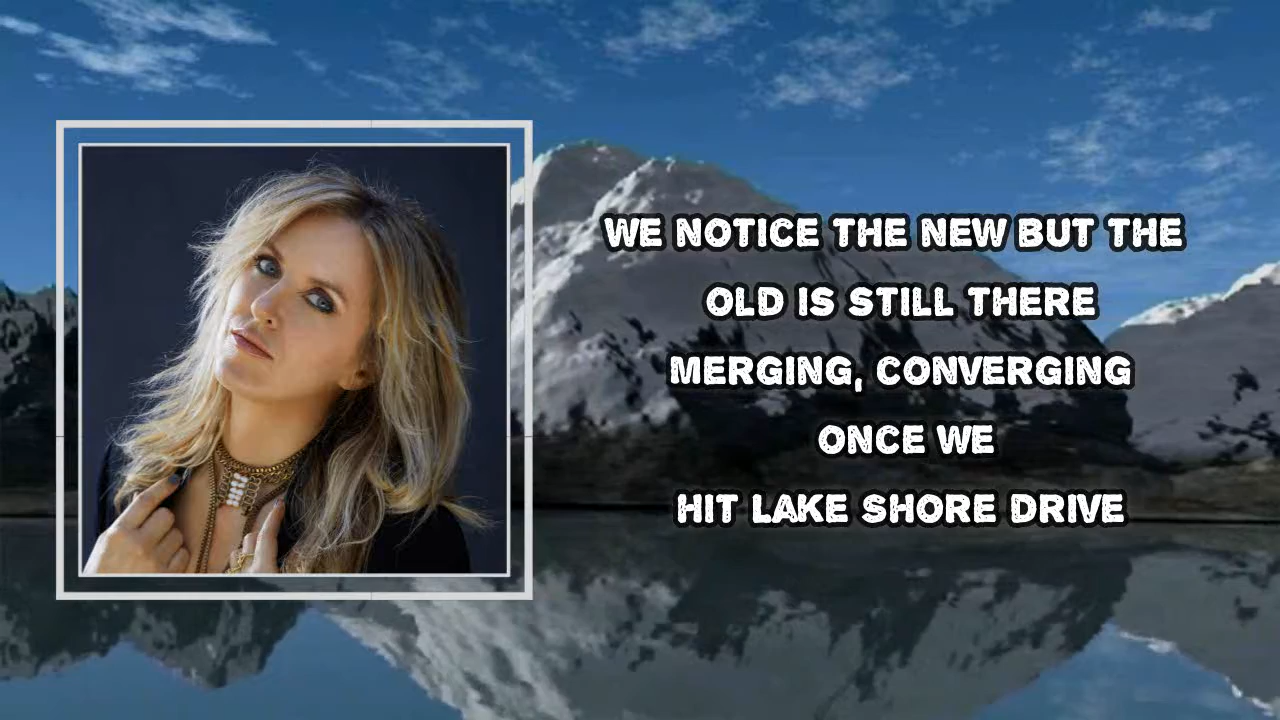 WE NOTICE THE NEW BUT THE
OLD IS STILL THERE
MERGING, CONVERGING
ONCE WE
HIT LAKE SHORE DRIVE